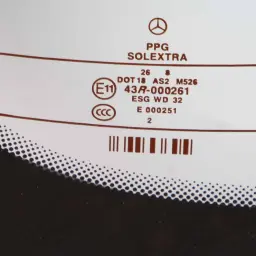 PPG
SOLEXTRA
26 8
DOT18 AS2 M526
E11 43R-000261
ESG WD 32
CCC E 000251
2